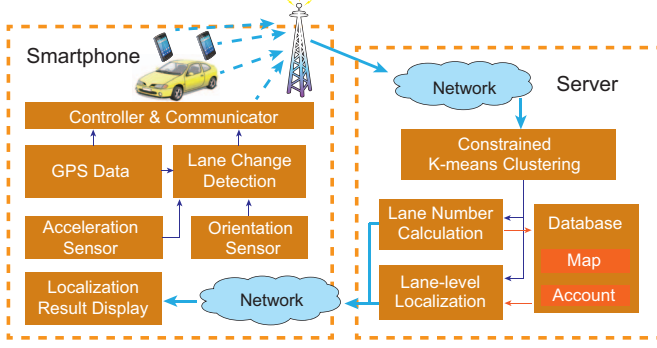 Smartphone
Controller & Communicator
GPS Data
Lane Change
Detection
Acceleration
Sensor
Orientation
Sensor
Localization
Result Display
Network
Network
Server
Constrained
K-means Clustering
Lane Number
Calculation
Lane-level
Localization
Database
Map
Account